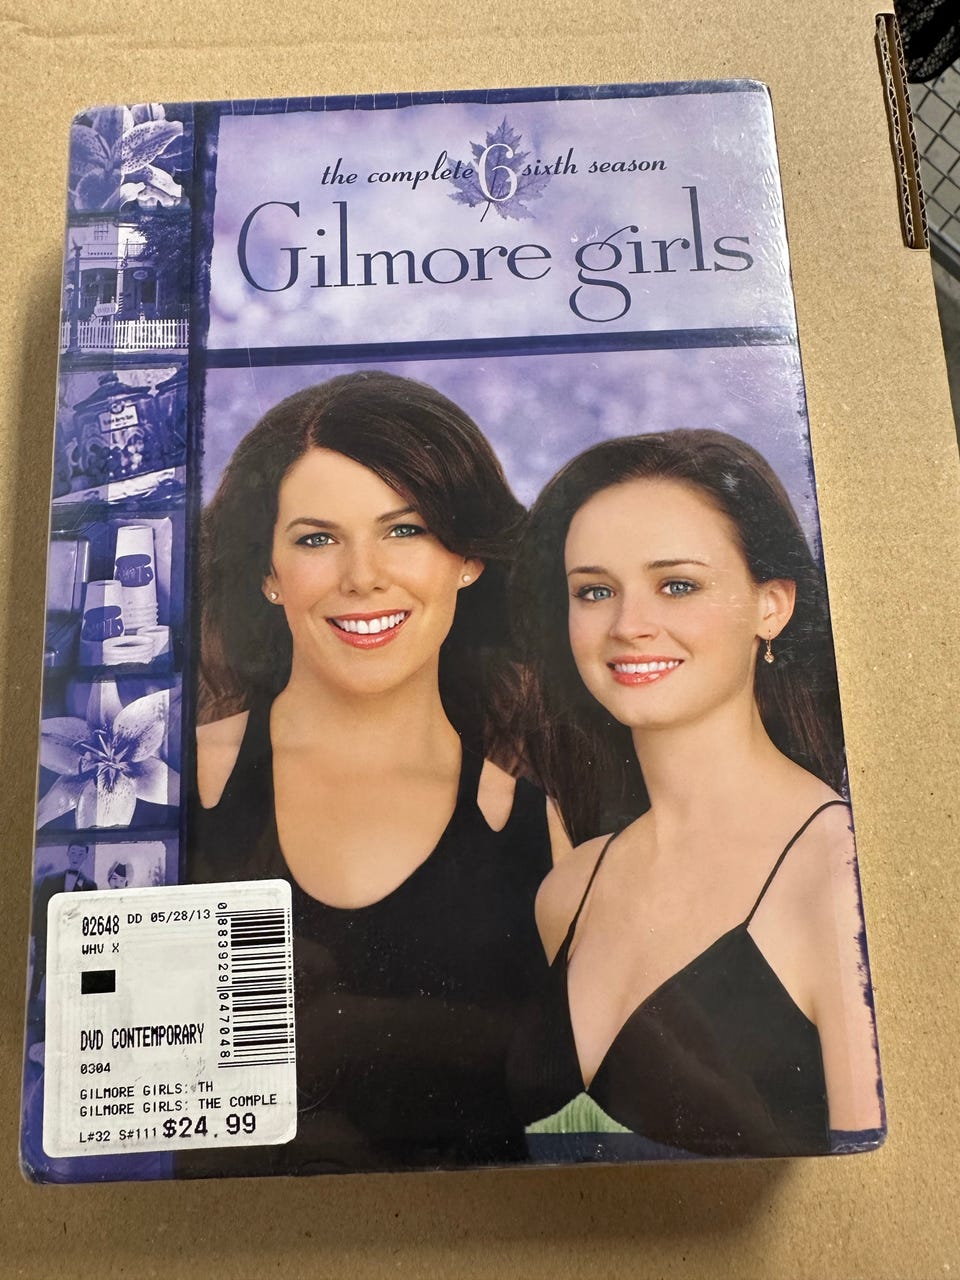 the complete 6 sixth season
Gilmore girls
02648 DD 05/28/13
WHV X
DVD CONTEMPORARY
0304
GILMORE GIRLS: TH
GILMORE GIRLS: THE COMPLE
L#32 S#111 $24.99
0883929047048